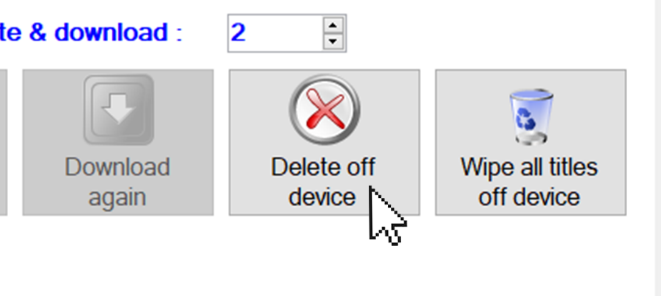 te & download :
2
Download
again
Delete off
device
Wipe all titles
off device